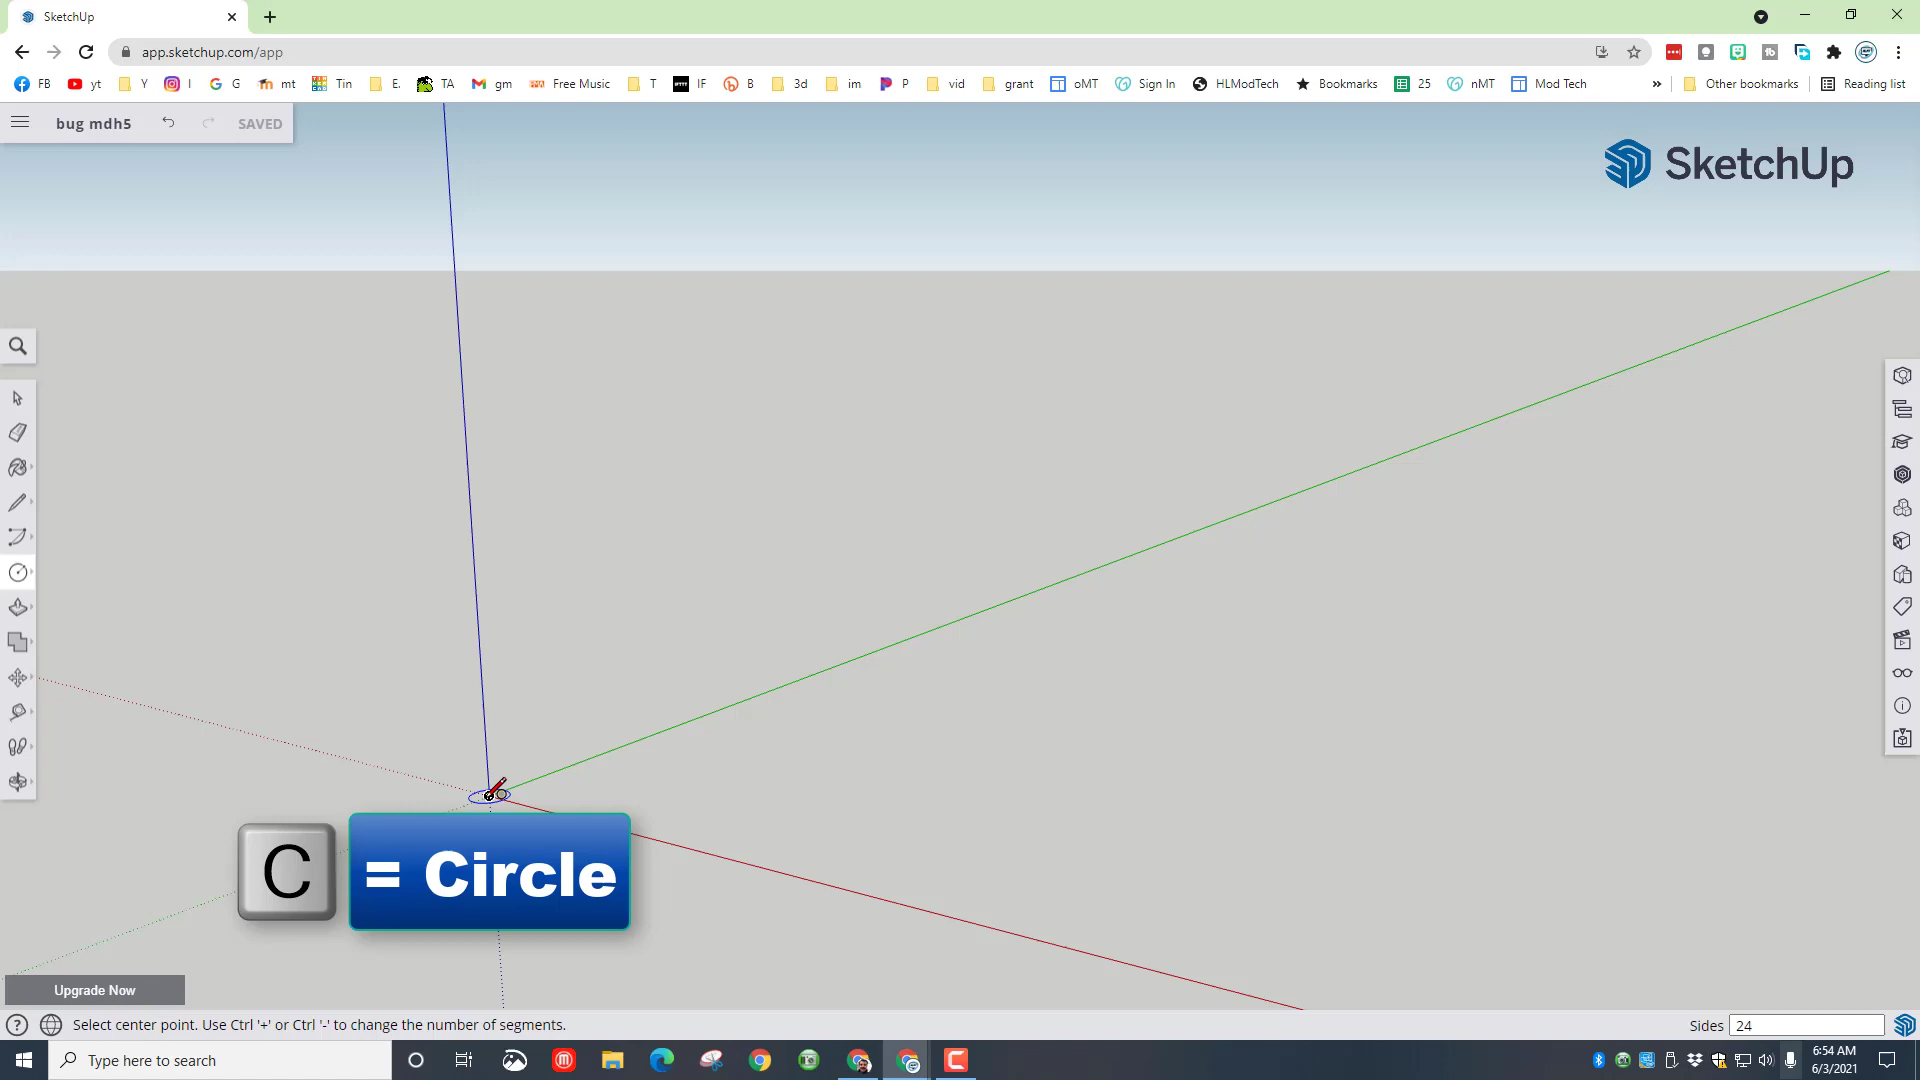 SketchUp
app.sketchup.com/app
FB yt Y I G mt Tin E. TA gm Free Music T IF B 3d im P vid grant oMT Sign In HLModTech Bookmarks 25 nMT Mod Tech » Other bookmarks Reading list
bug mdh5 SAVED
SketchUp
C = Circle
Upgrade Now
Select center point. Use Ctrl '+' or Ctrl '-' to change the number of segments.
Sides 24
Type here to search
6:54 AM
6/3/2021